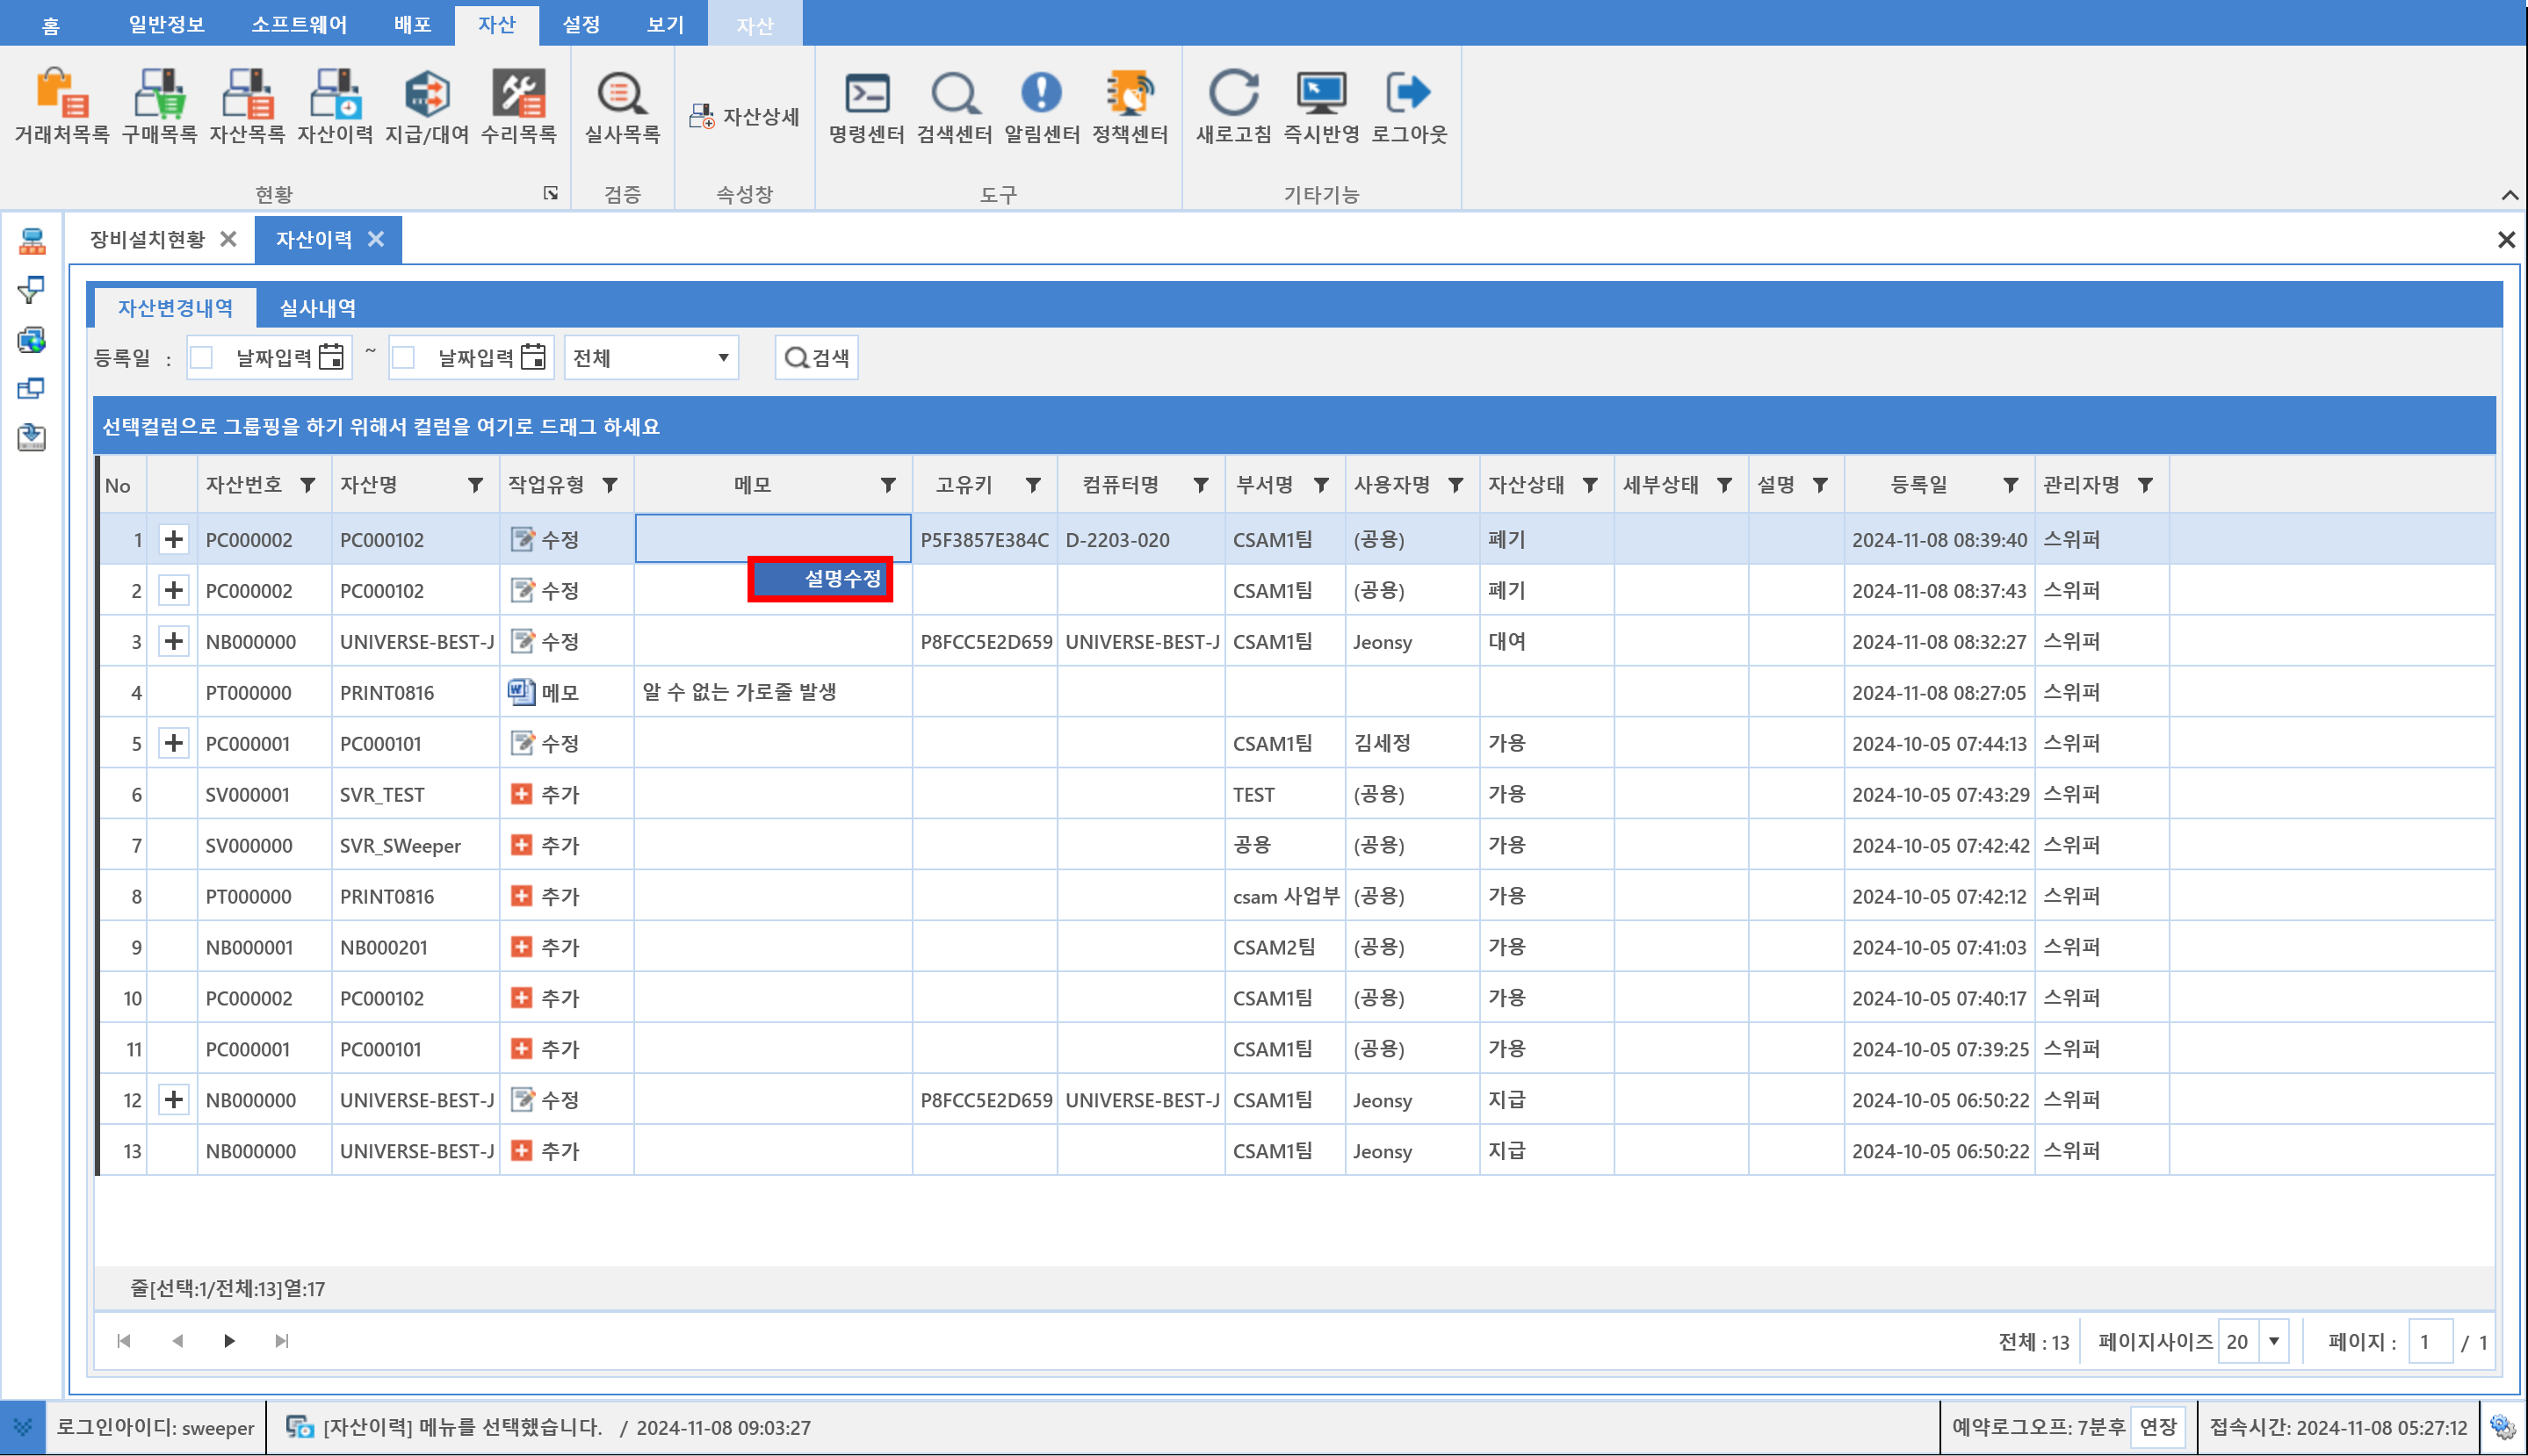 홈 일반정보 소프트웨어 배포 자산 설정 보기 자산
거래처목록 구매목록 자산목록 자산이력 지급/대여 수리목록 실사목록 자산상세 명령센터 검색센터 알림센터 정책센터 새로고침 즉시반영 로그아웃
현황 검증 속성창 도구 기타기능
장비설치현황 자산이력
자산변경내역 실사내역
등록일 : 날짜입력 ~ 날짜입력 전체 검색
선택컬럼으로 그룹핑을 하기 위해서 컬럼을 여기로 드래그 하세요
No 자산번호 자산명 작업유형 메모 고유키 컴퓨터명 부서명 사용자명 자산상태 세부상태 설명 등록일 관리자명
1 PC000002 PC000102 수정 P5F3857E384C D-2203-020 CSAM1팀 (공용) 폐기 2024-11-08 08:39:40 스위퍼
설명수정
2 PC000002 PC000102 수정 CSAM1팀 (공용) 폐기 2024-11-08 08:37:43 스위퍼
3 NB000000 UNIVERSE-BEST-J 수정 P8FCC5E2D659 UNIVERSE-BEST-J CSAM1팀 Jeonsy 대여 2024-11-08 08:32:27 스위퍼
4 PT000000 PRINT0816 메모 알 수 없는 가로줄 발생 2024-11-08 08:27:05 스위퍼
5 PC000001 PC000101 수정 CSAM1팀 김세정 가용 2024-10-05 07:44:13 스위퍼
6 SV000001 SVR_TEST 추가 TEST (공용) 가용 2024-10-05 07:43:29 스위퍼
7 SV000000 SVR_SWeeper 추가 공용 (공용) 가용 2024-10-05 07:42:42 스위퍼
8 PT000000 PRINT0816 추가 csam 사업부 (공용) 가용 2024-10-05 07:42:12 스위퍼
9 NB000001 NB000201 추가 CSAM2팀 (공용) 가용 2024-10-05 07:41:03 스위퍼
10 PC000002 PC000102 추가 CSAM1팀 (공용) 가용 2024-10-05 07:40:17 스위퍼
11 PC000001 PC000101 추가 CSAM1팀 (공용) 가용 2024-10-05 07:39:25 스위퍼
12 NB000000 UNIVERSE-BEST-J 수정 P8FCC5E2D659 UNIVERSE-BEST-J CSAM1팀 Jeonsy 지급 2024-10-05 06:50:22 스위퍼
13 NB000000 UNIVERSE-BEST-J 추가 CSAM1팀 Jeonsy 지급 2024-10-05 06:50:22 스위퍼
줄[선택:1/전체:13]열:17
전체 : 13 페이지사이즈 20 페이지 : 1 / 1
로그인아이디: sweeper [자산이력] 메뉴를 선택했습니다. / 2024-11-08 09:03:27 예약로그오프: 7분후 연장 접속시간: 2024-11-08 05:27:12